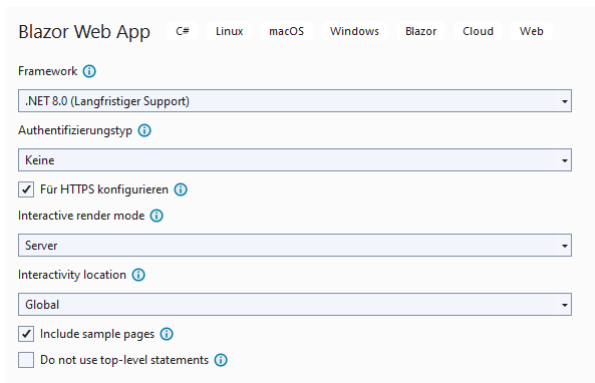 Blazor Web App C# Linux macOS Windows Blazor Cloud Web
Framework
.NET 8.0 (Langfristiger Support)
Authentifizierungstyp
Keine
Für HTTPS konfigurieren
Interactive render mode
Server
Interactivity location
Global
Include sample pages
Do not use top-level statements